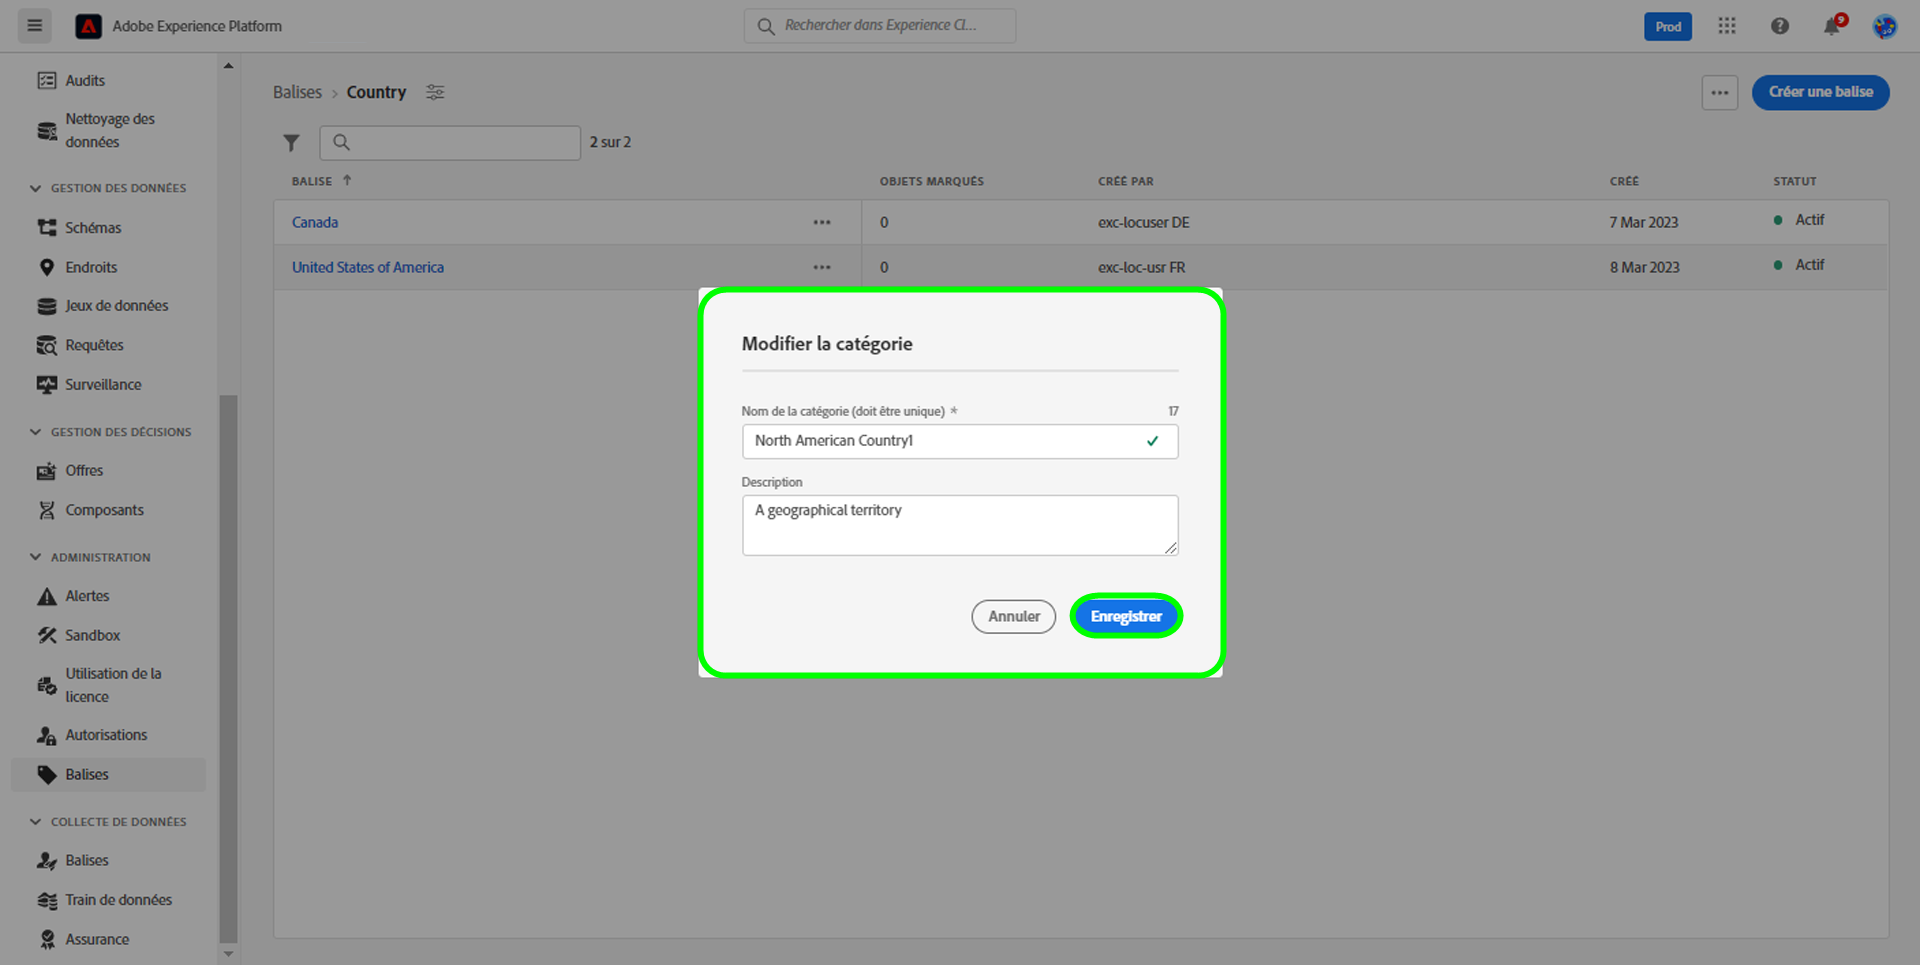 Adobe Experience Platform
Rechercher dans Experience Cl...
Prod
9
Audits
Nettoyage des
données
GESTION DES DONNÉES
Schémas
Endroits
Jeux de données
Requêtes
Surveillance
GESTION DES DÉCISIONS
Offres
Composants
ADMINISTRATION
Alertes
Sandbox
Utilisation de la
licence
Autorisations
Balises
COLLECTE DE DONNÉES
Balises
Train de données
Assurance
Balises > Country
Créer une balise
2 sur 2
BALISE OBJETS MARQUÉS CRÉÉ PAR CRÉÉ STATUT
Canada 0 exc-locuser DE 7 Mar 2023 Actif
United States of America 0 exc-loc-usr FR 8 Mar 2023 Actif
Modifier la catégorie
Nom de la catégorie (doit être unique) * 17
North American Country1
Description
A geographical territory
Annuler Enregistrer